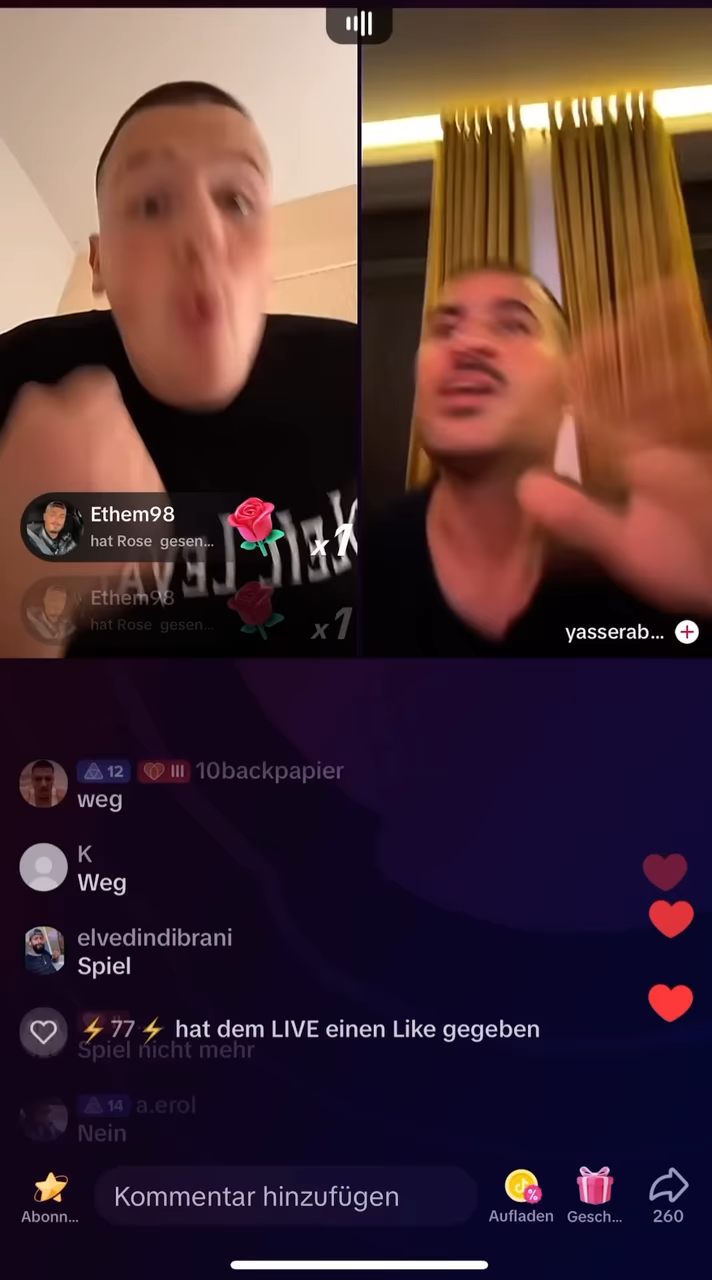 Ethem98
hat Rose gesen...
x1
Ethem98
hat Rose gesen...
x1
yasserab...
12 III 10backpapier
weg
K
Weg
elvedindibrani
Spiel
⚡77⚡ hat dem LIVE einen Like gegeben
Spiel nicht mehr
14 a.erol
Nein
Abonn...
Kommentar hinzufügen
Aufladen
Gesch...
260